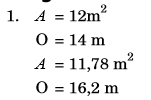 1. A = 12m²
O = 14 m
A = 11,78 m²
O = 16,2 m